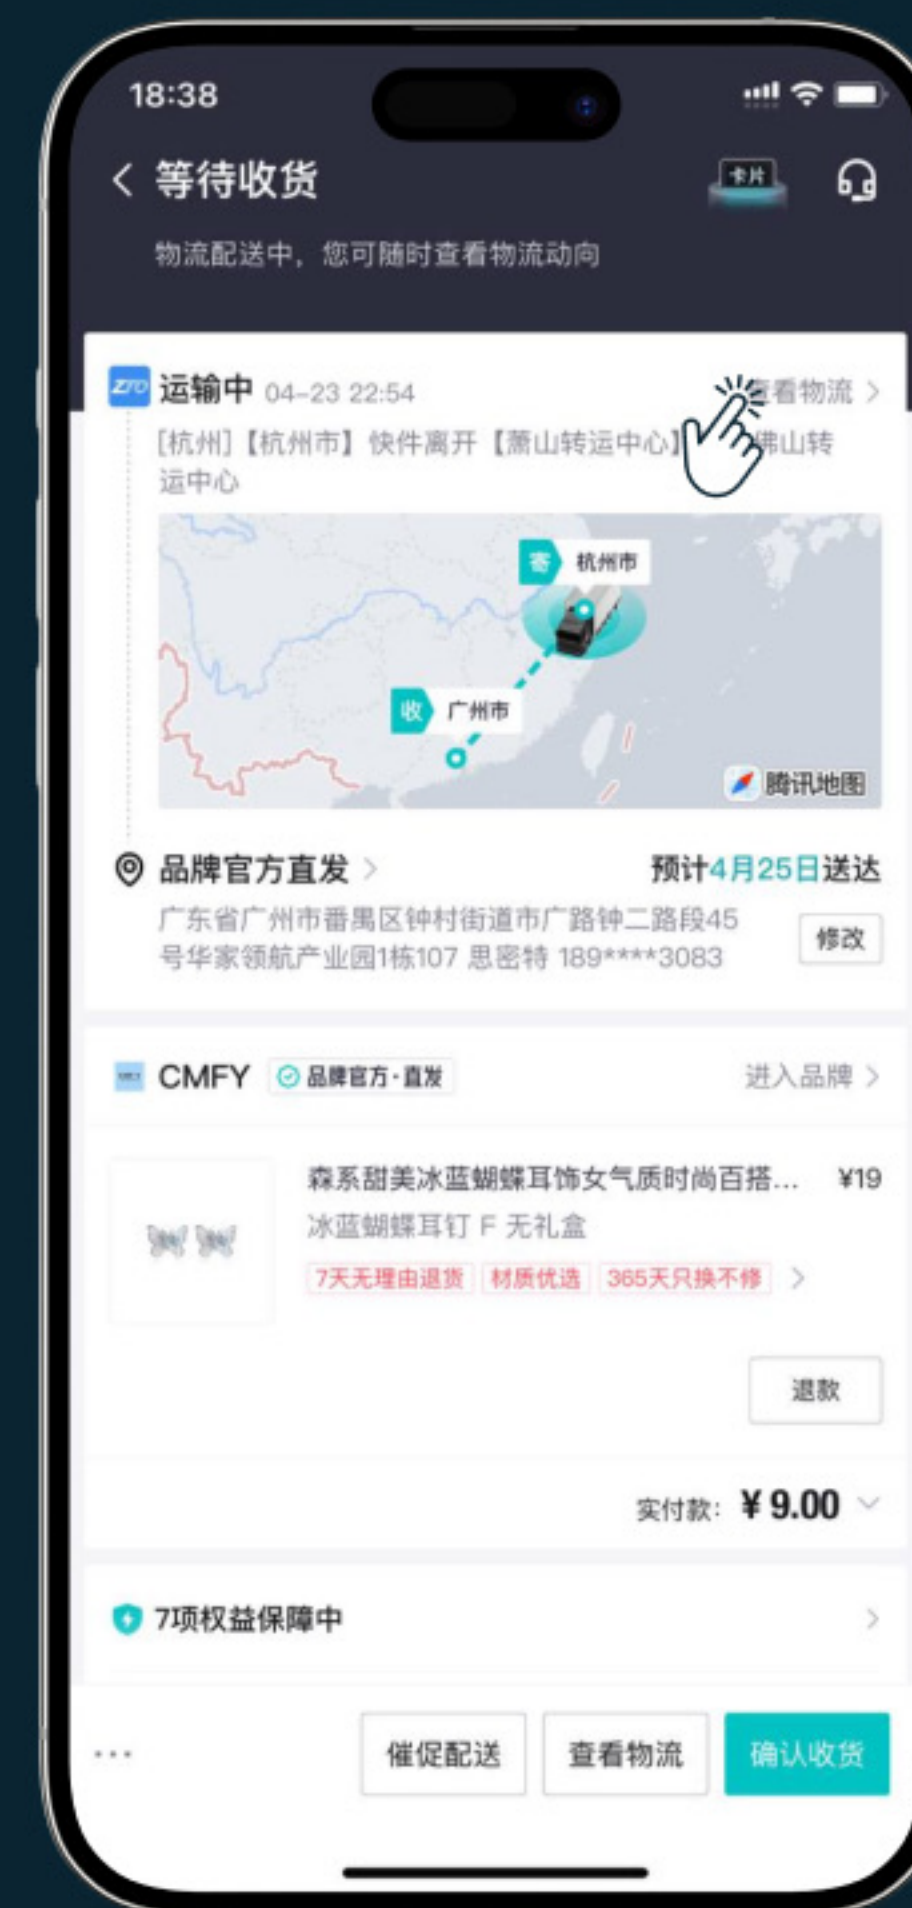 18:38
等待收货
卡片
物流配送中，您可随时查看物流动向
ZTO 运输中 04-23 22:54 查看物流
[杭州]【杭州市】快件离开【萧山转运中心】 佛山转
运中心
寄 杭州市
收 广州市
腾讯地图
品牌官方直发 预计4月25日送达
广东省广州市番禺区钟村街道市广路钟二路段45
号华家领航产业园1栋107 思密特 189****3083
修改
CMFY 品牌官方·直发 进入品牌
森系甜美冰蓝蝴蝶耳饰女气质时尚百搭... ¥19
冰蓝蝴蝶耳钉 F 无礼盒
7天无理由退货 材质优选 365天只换不修
退款
实付款: ¥ 9.00
7项权益保障中
催促配送 查看物流 确认收货